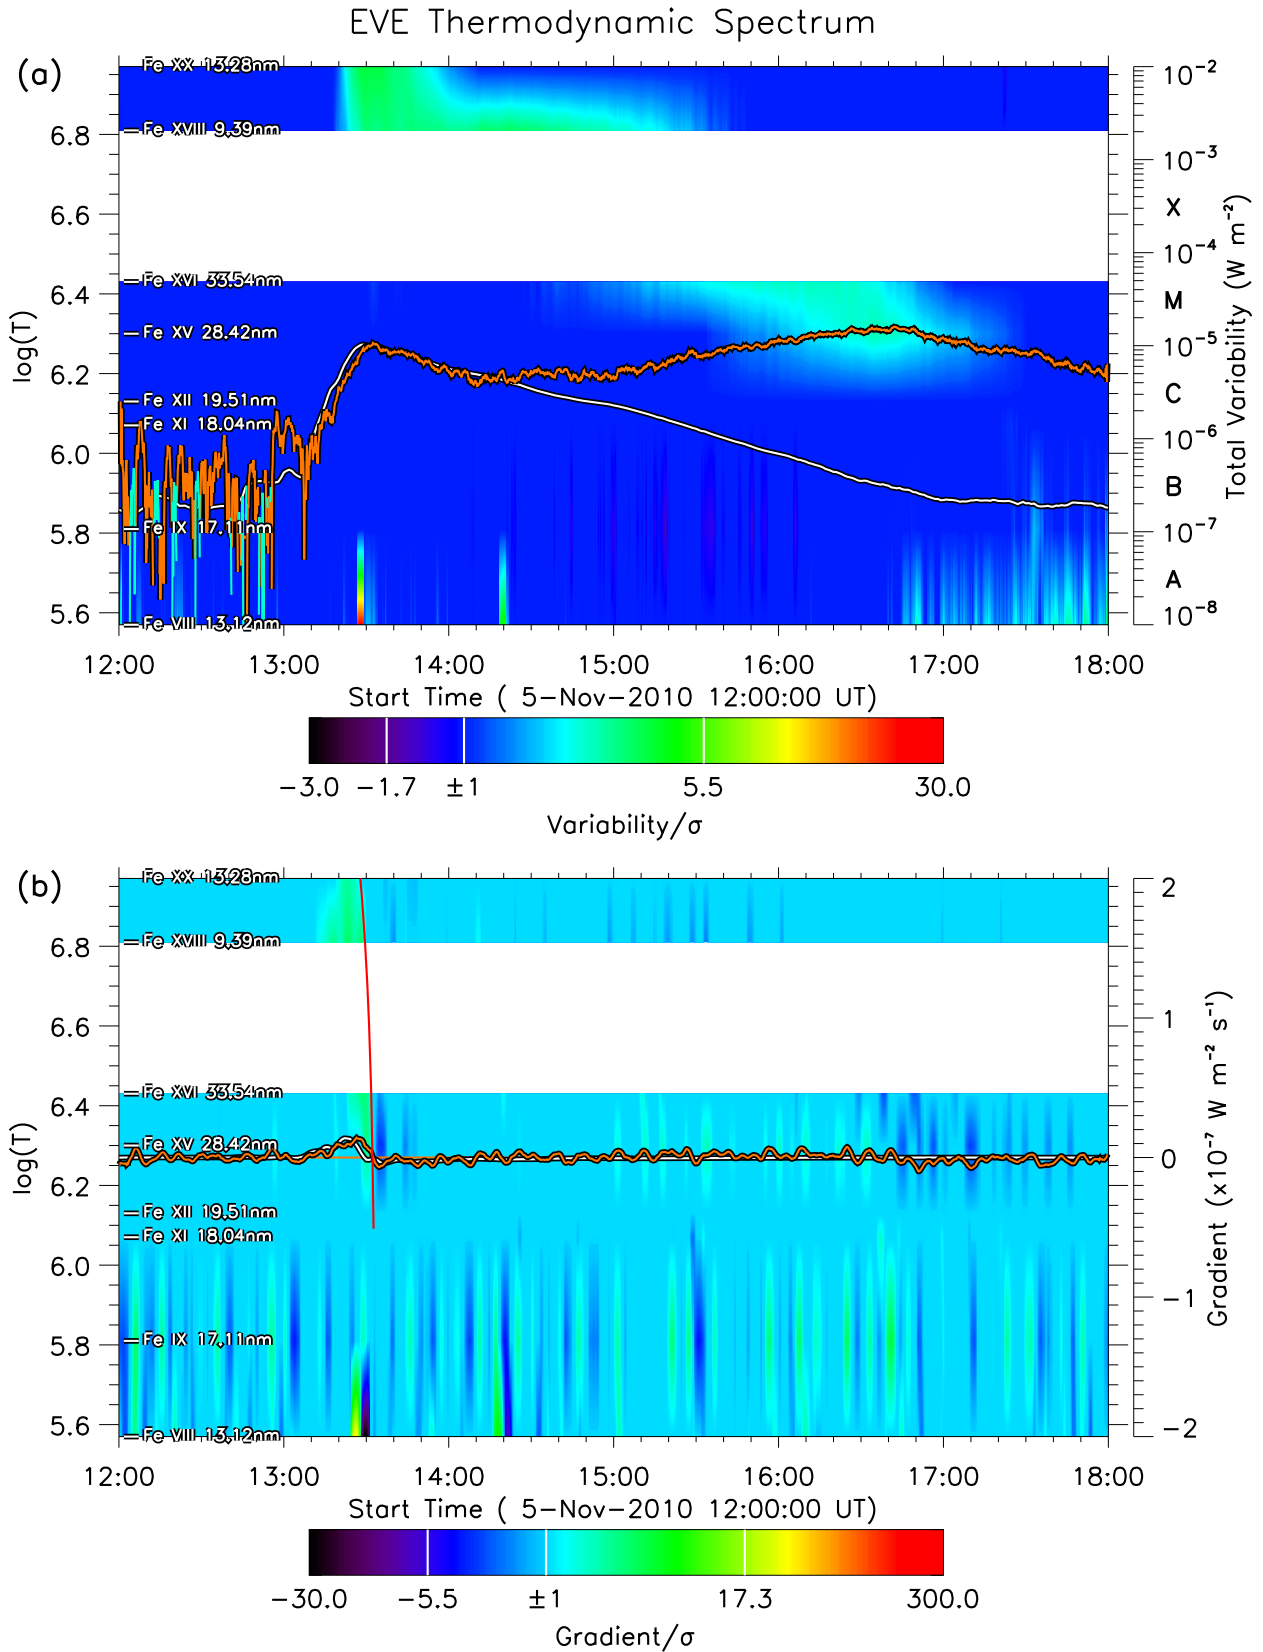 EVE Thermodynamic Spectrum
(a)
Fe XX 13.28nm
Fe XVIII 9.39nm
Fe XVI 33.54nm
Fe XV 28.42nm
Fe XII 19.51nm
Fe XI 18.04nm
Fe IX 17.11nm
Fe VIII 13.12nm
6.8
6.6
6.4
6.2
6.0
5.8
5.6
log(T)
10⁻²
10⁻³
X
10⁻⁴
M
10⁻⁵
C
10⁻⁶
B
10⁻⁷
A
10⁻⁸
Total Variability (W m⁻²)
12:00 13:00 14:00 15:00 16:00 17:00 18:00
Start Time ( 5-Nov-2010 12:00:00 UT)
-3.0 -1.7 ±1 5.5 30.0
Variability/σ
(b)
Fe XX 13.28nm
Fe XVIII 9.39nm
Fe XVI 33.54nm
Fe XV 28.42nm
Fe XII 19.51nm
Fe XI 18.04nm
Fe IX 17.11nm
Fe VIII 13.12nm
6.8
6.6
6.4
6.2
6.0
5.8
5.6
log(T)
2
1
0
-1
-2
Gradient (x10⁻⁷ W m⁻² s⁻¹)
12:00 13:00 14:00 15:00 16:00 17:00 18:00
Start Time ( 5-Nov-2010 12:00:00 UT)
-30.0 -5.5 ±1 17.3 300.0
Gradient/σ